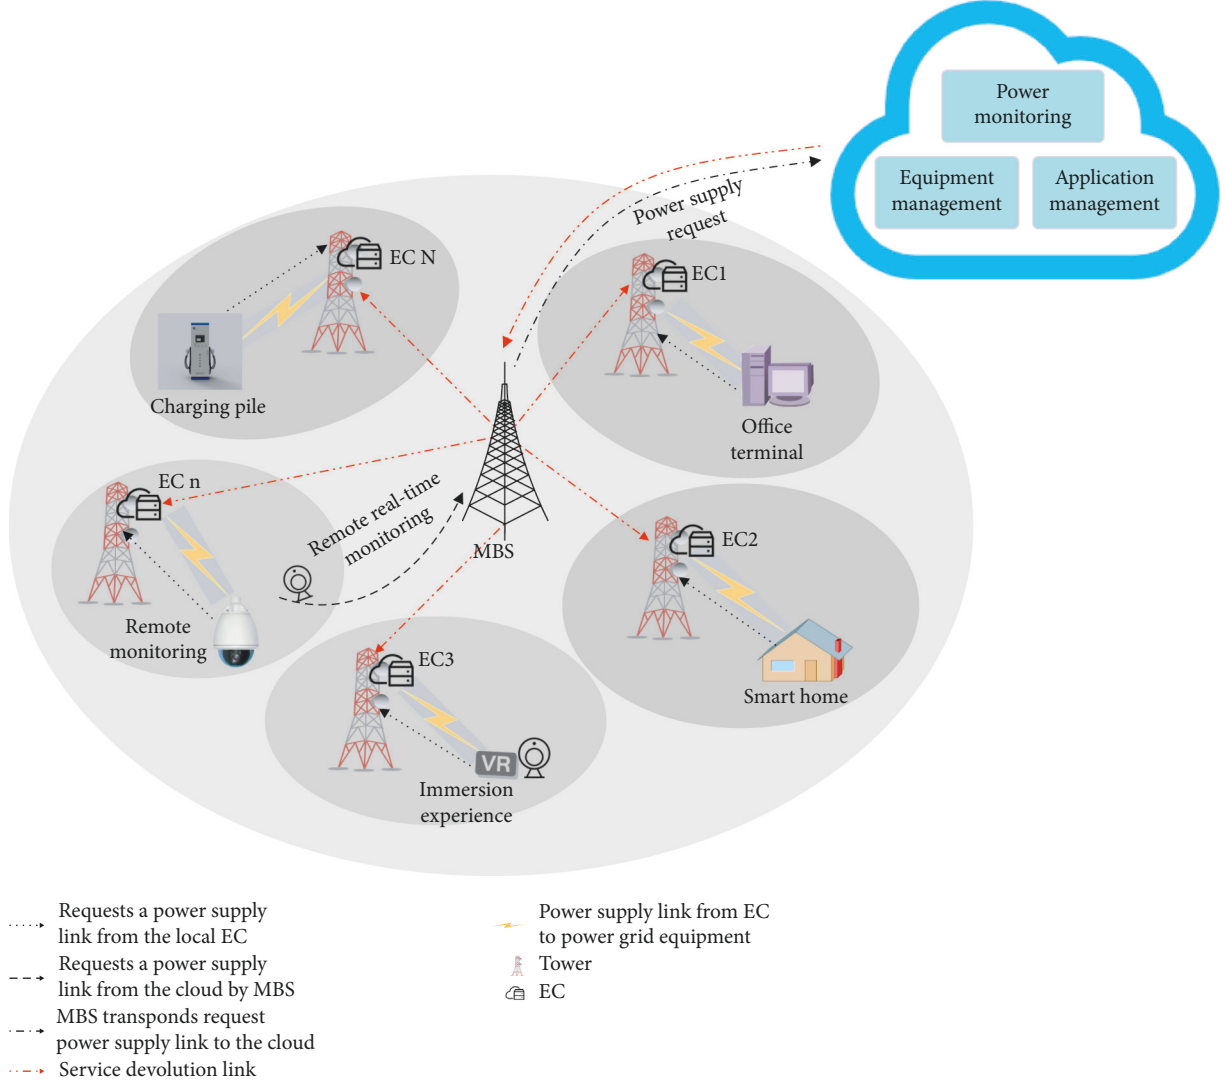 Power
monitoring
Equipment
management
Application
management
Power supply
request
EC N
Charging pile
EC1
Office
terminal
EC n
Remote
monitoring
Remote real-time
monitoring
MBS
EC2
Smart home
EC3
VR
Immersion
experience
Requests a power supply
link from the local EC
Requests a power supply
link from the cloud by MBS
MBS transponds request
power supply link to the cloud
Service devolution link
Power supply link from EC
to power grid equipment
Tower
EC